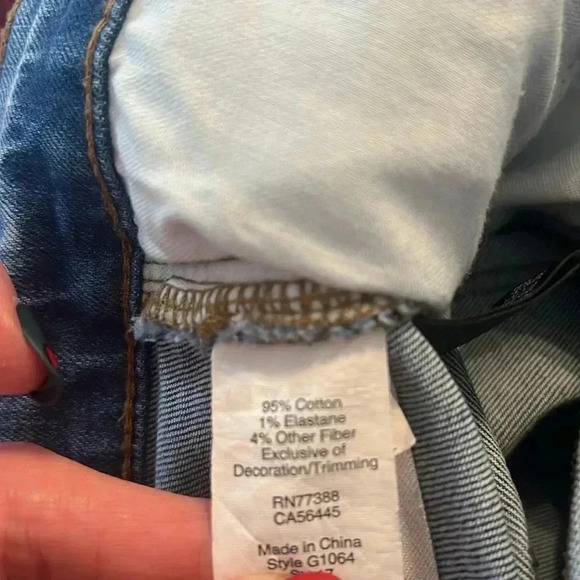 95% Cotton
1% Elastane
4% Other Fiber
Exclusive of
Decoration/Trimming
RN77388
CA56445
Made in China
Style G1064